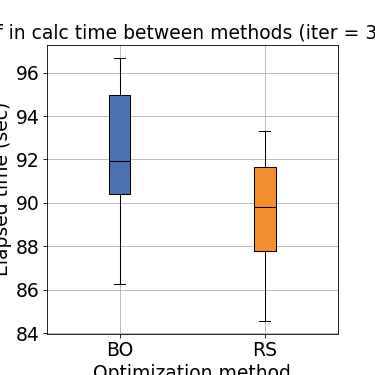 f in calc time between methods (iter = 3
96
94
92
90
88
86
84
Elapsed time (sec)
BO RS
Optimization method